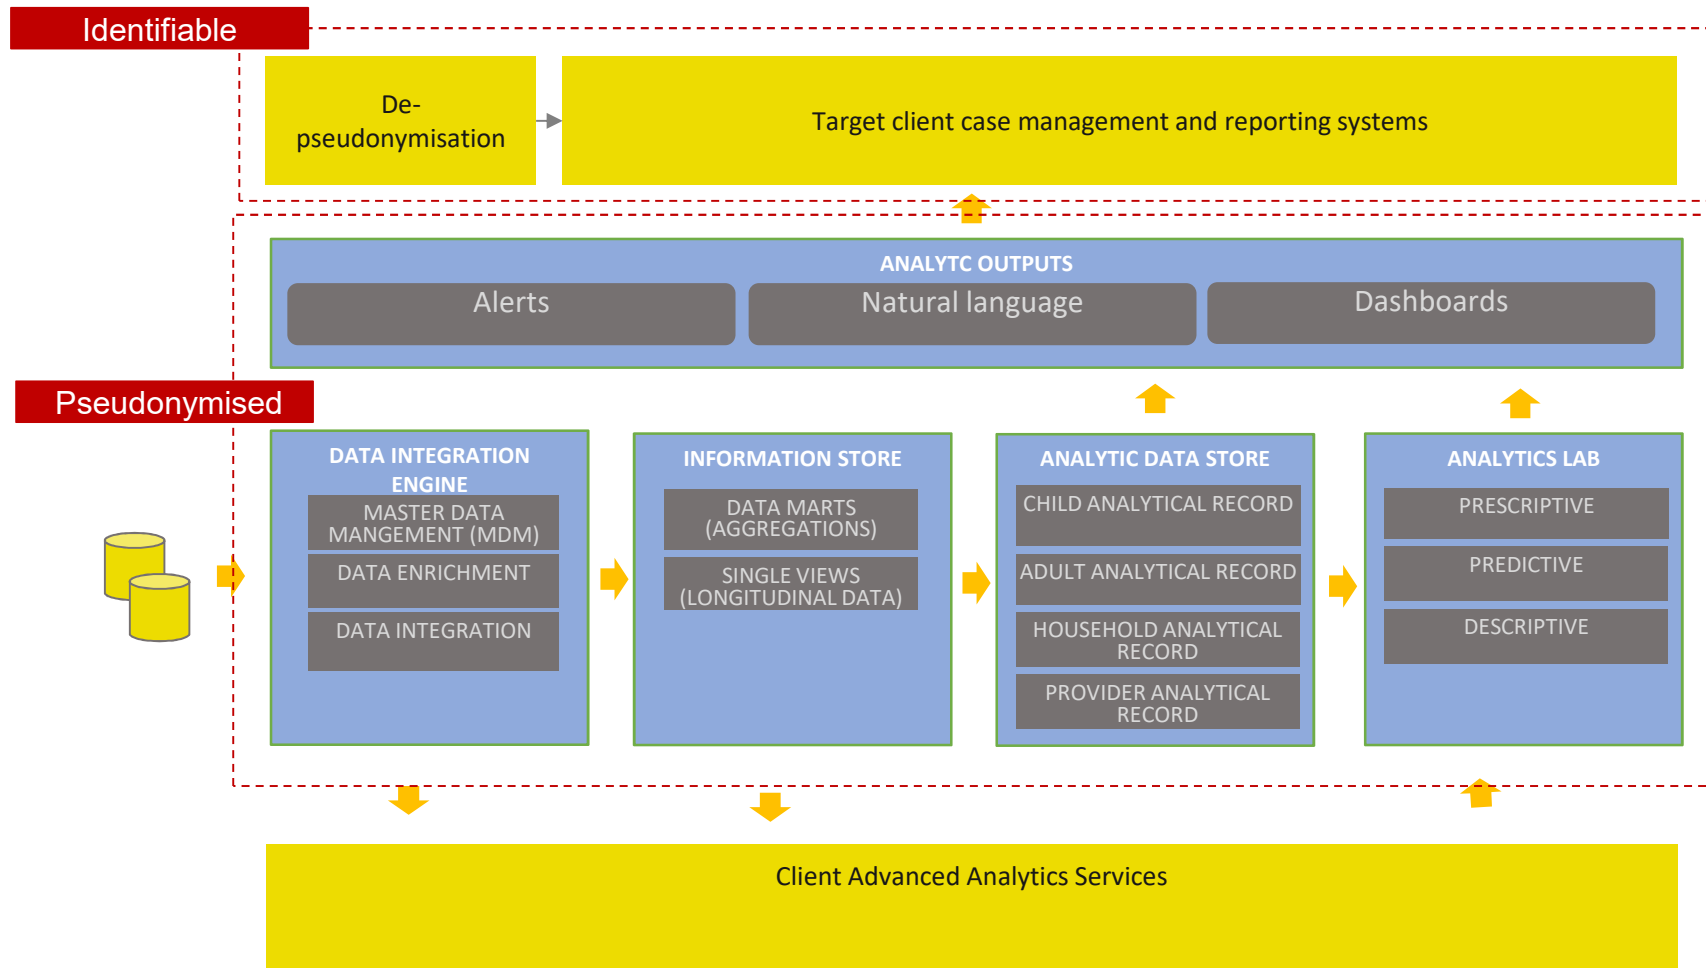 Identifiable
De-
pseudonymisation
Target client case management and reporting systems
ANALYTC OUTPUTS
Alerts
Natural language
Dashboards
Pseudonymised
DATA INTEGRATION
ENGINE
MASTER DATA
MANGEMENT (MDM)
DATA ENRICHMENT
DATA INTEGRATION
INFORMATION STORE
DATA MARTS
(AGGREGATIONS)
SINGLE VIEWS
(LONGITUDINAL DATA)
ANALYTIC DATA STORE
CHILD ANALYTICAL RECORD
ADULT ANALYTICAL RECORD
HOUSEHOLD ANALYTICAL
RECORD
PROVIDER ANALYTICAL
RECORD
ANALYTICS LAB
PRESCRIPTIVE
PREDICTIVE
DESCRIPTIVE
Client Advanced Analytics Services